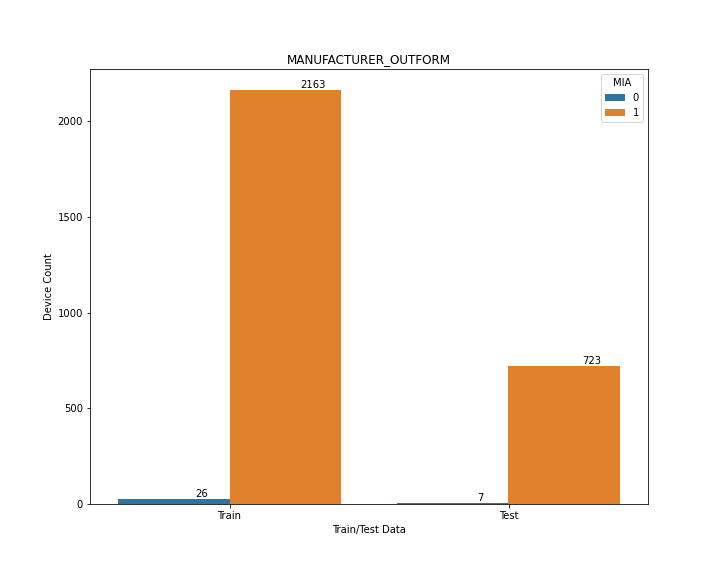 MANUFACTURER_OUTFORM
MIA
0
1
2163
723
26
7
2000
1500
1000
500
0
Device Count
Train
Test
Train/Test Data